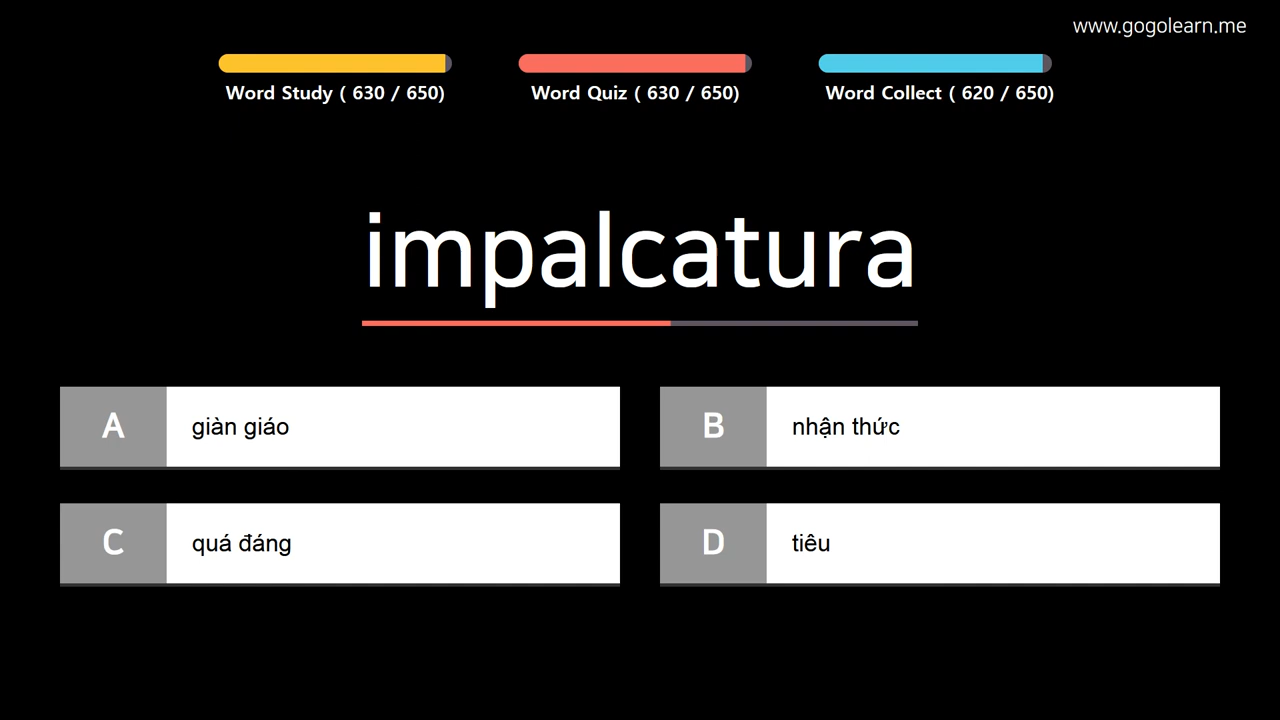 www.gogolearn.me
Word Study ( 630 / 650)
Word Quiz ( 630 / 650)
Word Collect ( 620 / 650)
impalcatura
A giàn giáo
B nhận thức
C quá đáng
D tiêu